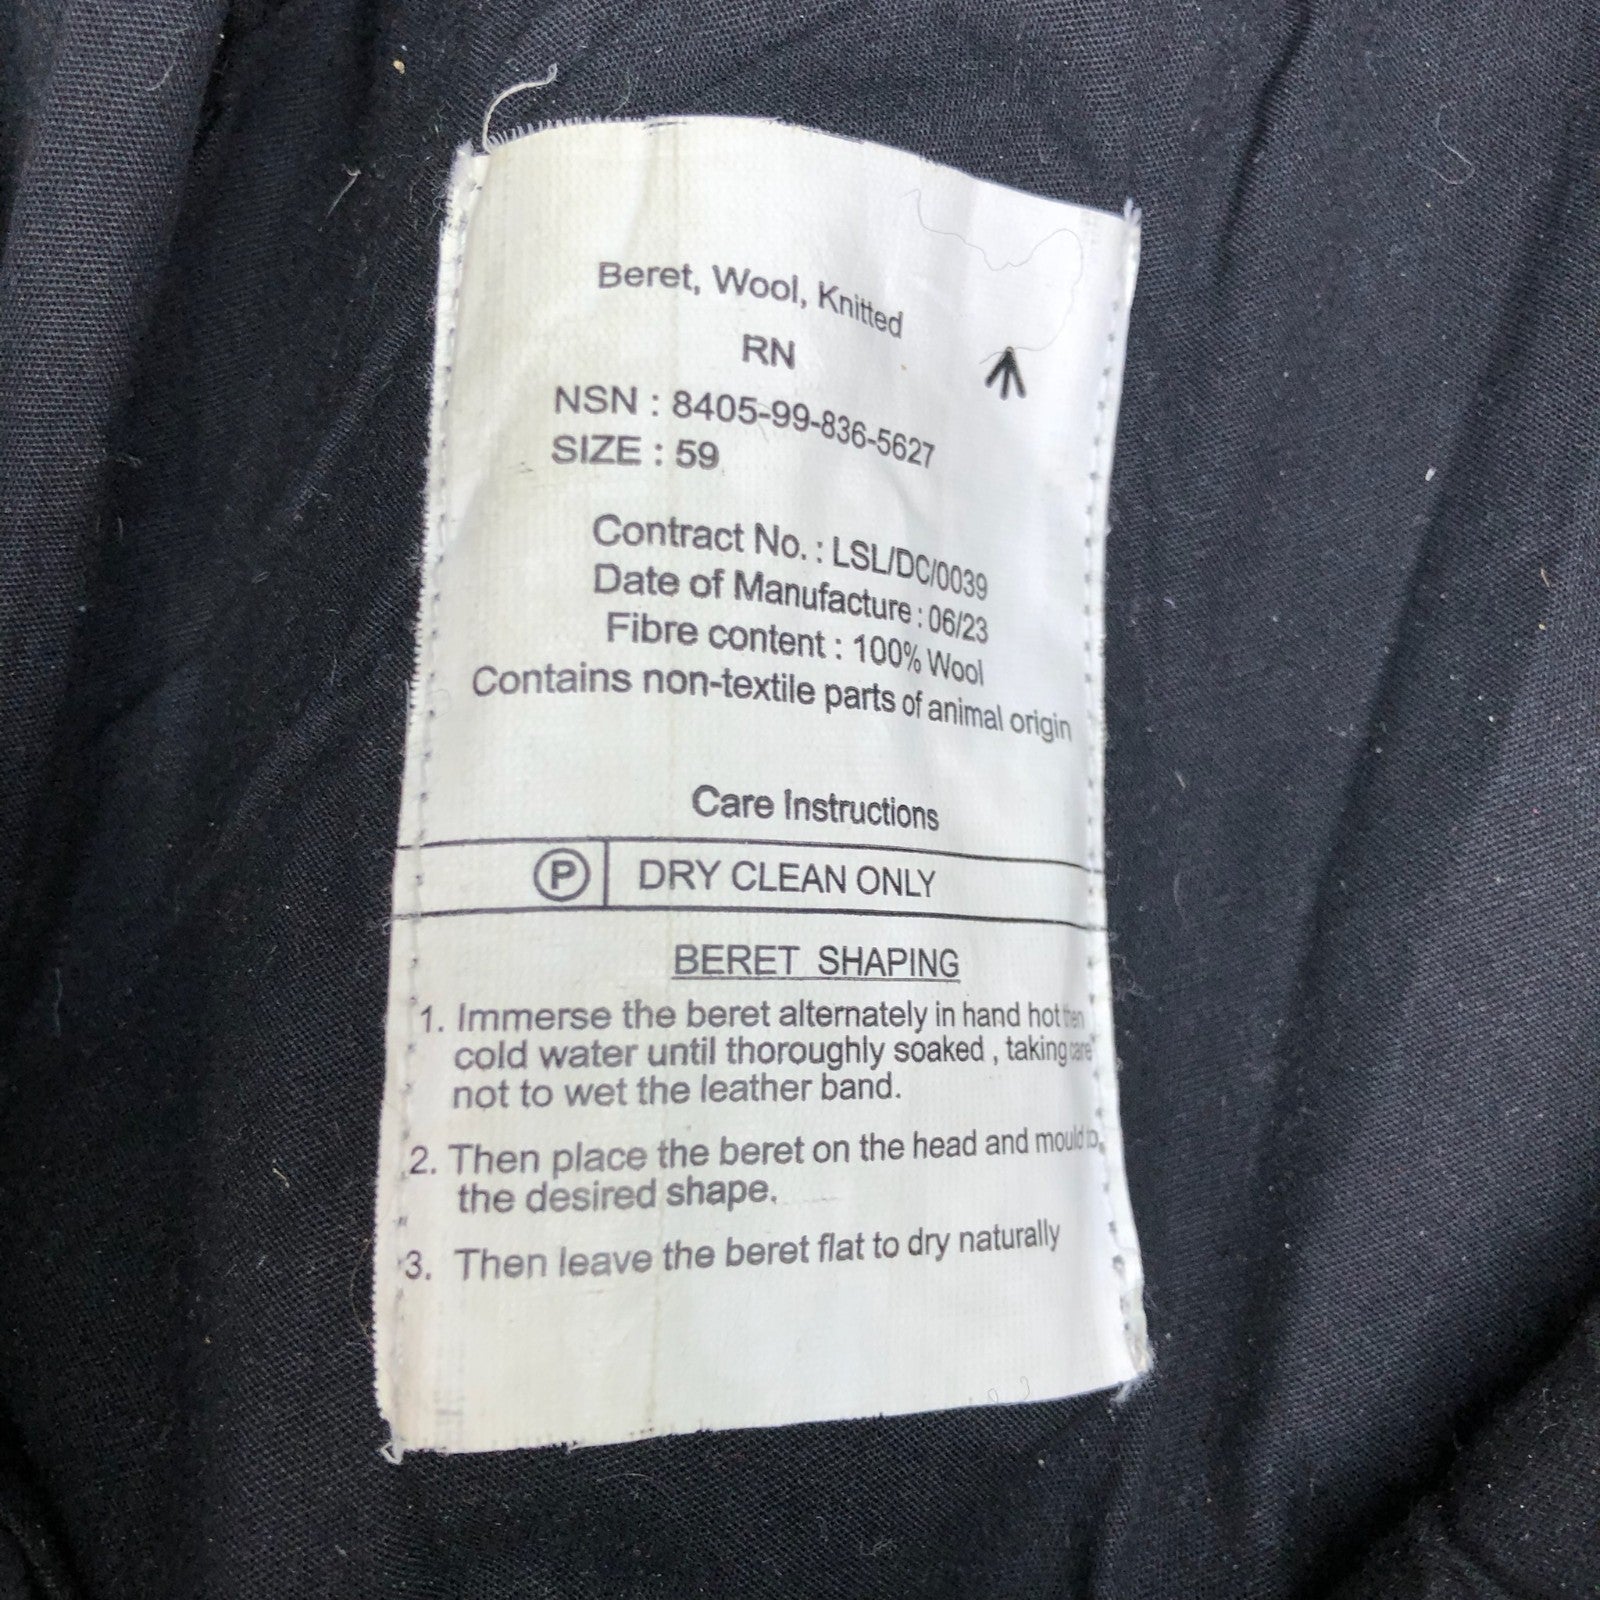 Beret, Wool, Knitted
RN
NSN : 8405-99-836-5627
SIZE : 59
Contract No. : LSL/DC/0039
Date of Manufacture : 06/23
Fibre content : 100% Wool
Contains non-textile parts of animal origin
Care Instructions
P DRY CLEAN ONLY
BERET SHAPING
1. Immerse the beret alternately in hand hot then
cold water until thoroughly soaked , taking care
not to wet the leather band.
2. Then place the beret on the head and mould to
the desired shape.
3. Then leave the beret flat to dry naturally